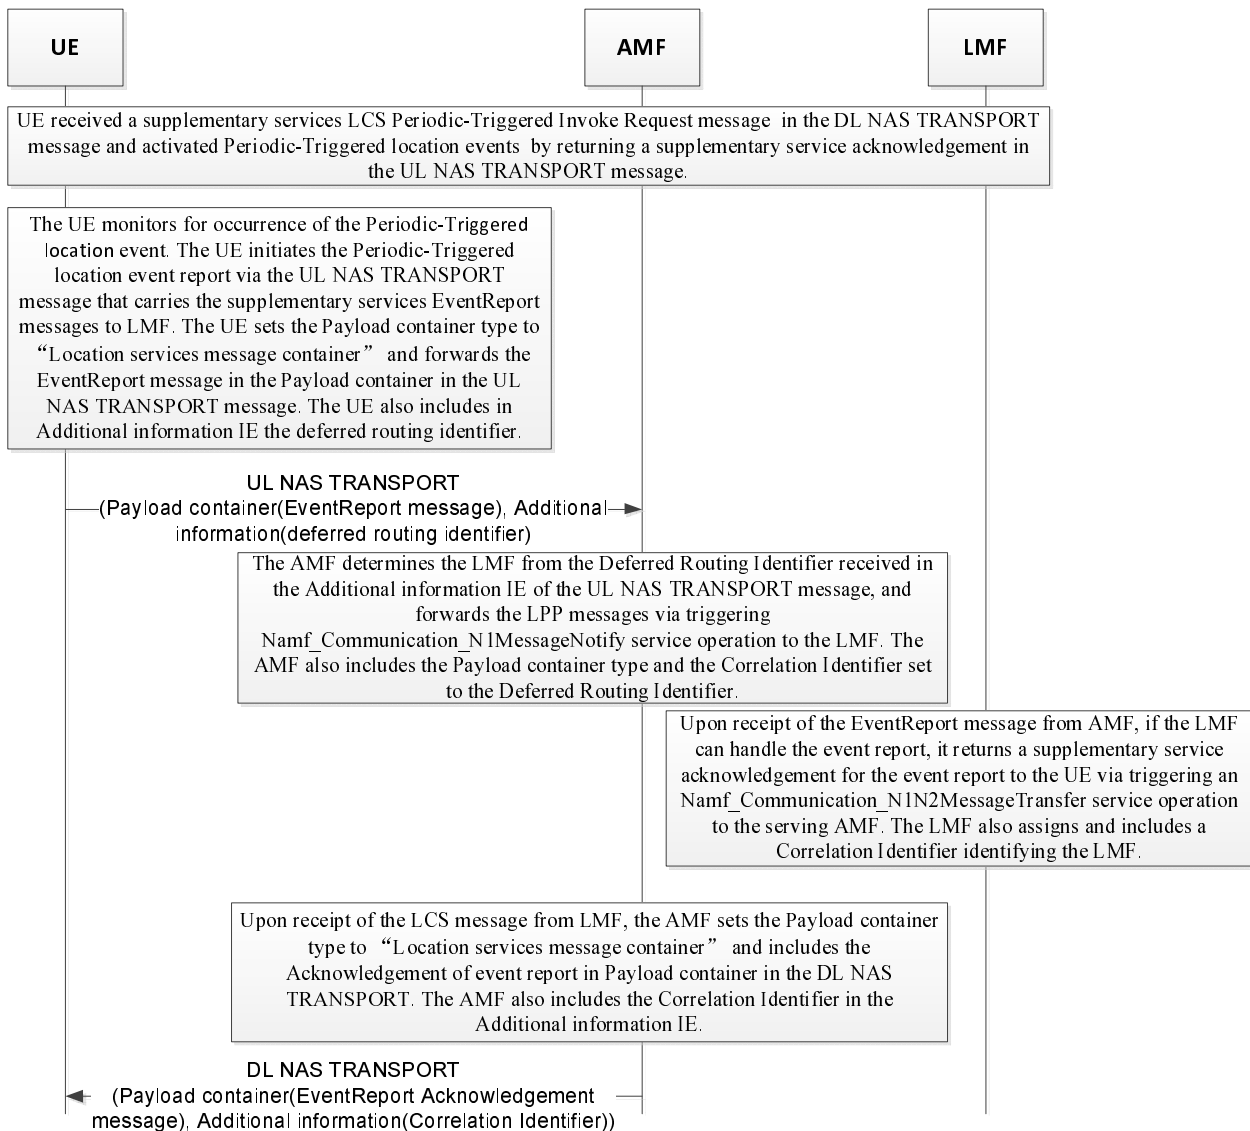 UE
AMF
LMF
UE received a supplementary services LCS Periodic-Triggered Invoke Request message in the DL NAS TRANSPORT
message and activated Periodic-Triggered location events by returning a supplementary service acknowledgement in
the UL NAS TRANSPORT message.
The UE monitors for occurrence of the Periodic-Triggered
location event. The UE initiates the Periodic-Triggered
location event report via the UL NAS TRANSPORT
message that carries the supplementary services EventReport
messages to LMF. The UE sets the Payload container type to
“Location services message container” and forwards the
EventReport message in the Payload container in the UL
NAS TRANSPORT message. The UE also includes in
Additional information IE the deferred routing identifier.
UL NAS TRANSPORT
(Payload container(EventReport message), Additional
information(deferred routing identifier)
The AMF determines the LMF from the Deferred Routing Identifier received in
the Additional information IE of the UL NAS TRANSPORT message, and
forwards the LPP messages via triggering
Namf_Communication_N1MessageNotify service operation to the LMF. The
AMF also includes the Payload container type and the Correlation Identifier set
to the Deferred Routing Identifier.
Upon receipt of the EventReport message from AMF, if the LMF
can handle the event report, it returns a supplementary service
acknowledgement for the event report to the UE via triggering an
Namf_Communication_N1N2MessageTransfer service operation
to the serving AMF. The LMF also assigns and includes a
Correlation Identifier identifying the LMF.
Upon receipt of the LCS message from LMF, the AMF sets the Payload container
type to “Location services message container” and includes the
Acknowledgement of event report in Payload container in the DL NAS
TRANSPORT. The AMF also includes the Correlation Identifier in the
Additional information IE.
DL NAS TRANSPORT
(Payload container(EventReport Acknowledgement
message), Additional information(Correlation Identifier))